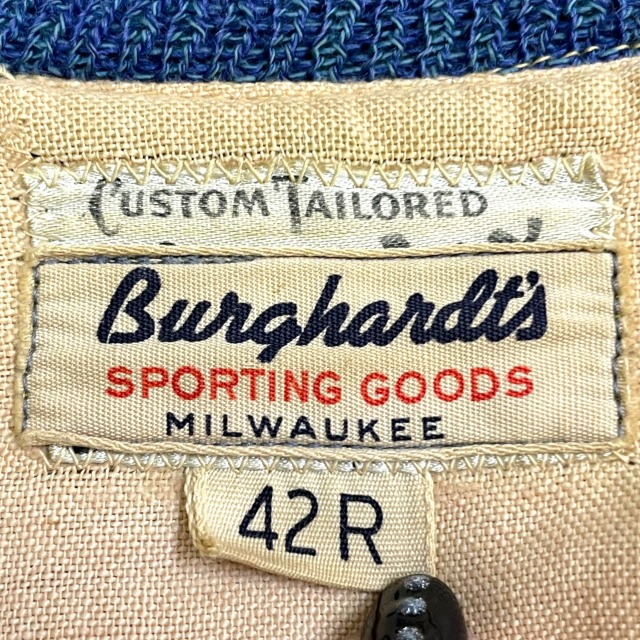 CUSTOM TAILORED
Burghardt's
SPORTING GOODS
MILWAUKEE
42R